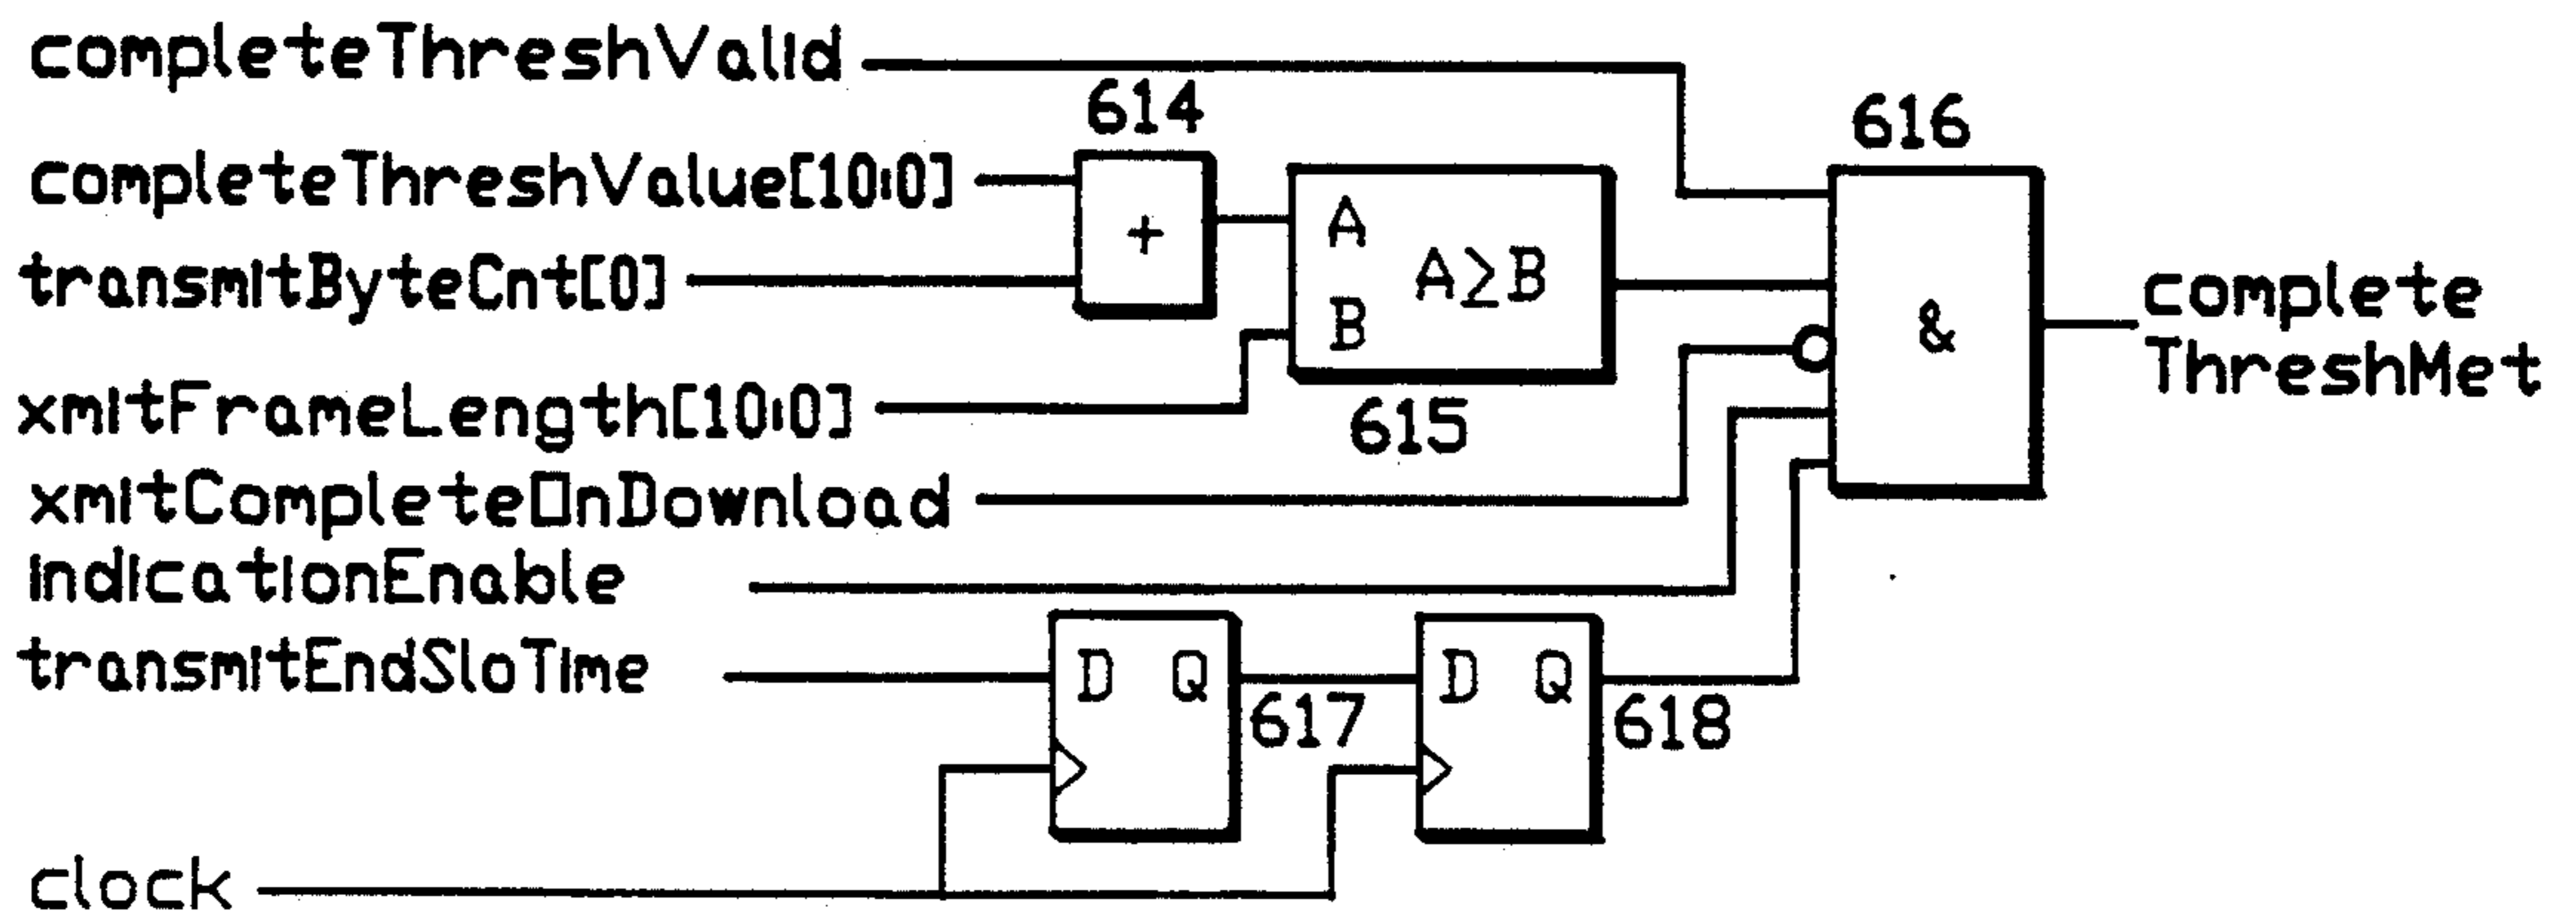 completeThreshValid
614
616
completeThreshValue[10:0]
+
A
A≥B
B
transmitByteCnt[0]
&
complete
ThreshMet
xmitFrameLength[10:0]
615
xmitCompleteOnDownload
indicationEnable
transmitEndSloTime
D Q
617
D Q
618
clock